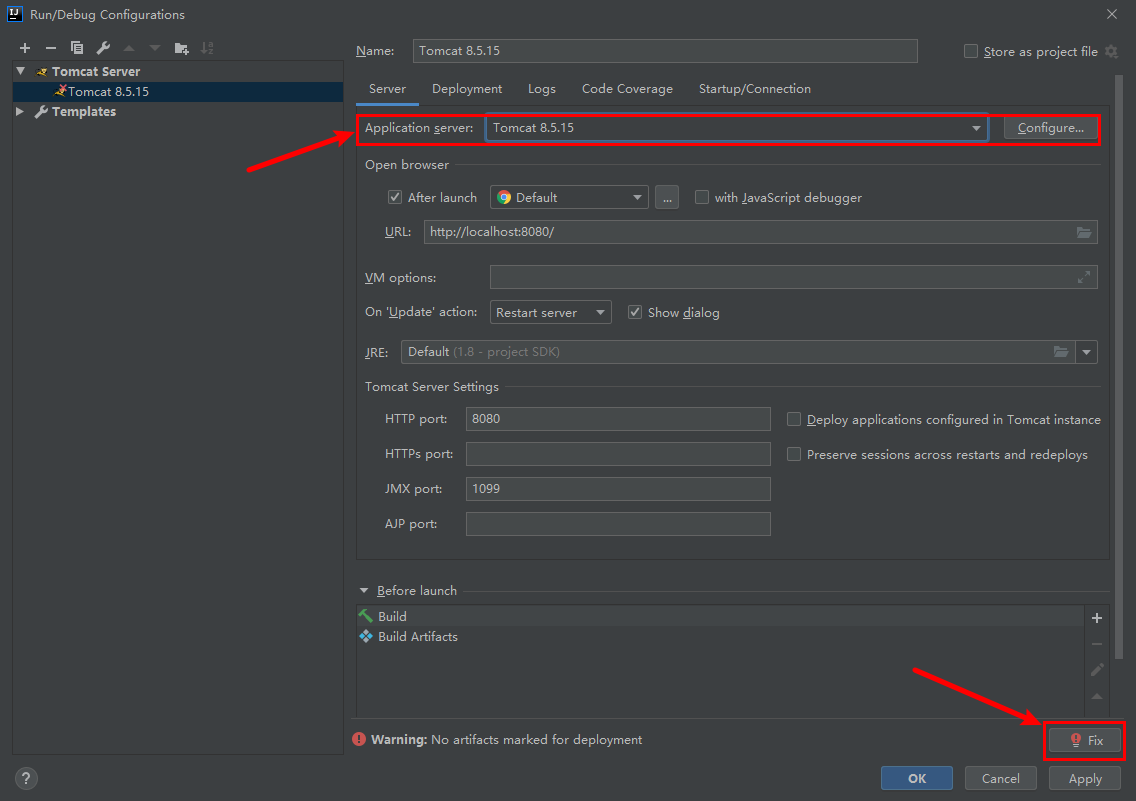 Run/Debug Configurations
Tomcat Server
Tomcat 8.5.15
Templates
Name: Tomcat 8.5.15 Store as project file
Server Deployment Logs Code Coverage Startup/Connection
Application server: Tomcat 8.5.15 Configure...
Open browser
After launch Default ... with JavaScript debugger
URL: http://localhost:8080/
VM options:
On 'Update' action: Restart server Show dialog
JRE: Default (1.8 - project SDK)
Tomcat Server Settings
HTTP port: 8080 Deploy applications configured in Tomcat instance
HTTPs port: Preserve sessions across restarts and redeploys
JMX port: 1099
AJP port:
Before launch
Build
Build Artifacts
Warning: No artifacts marked for deployment Fix
? OK Cancel Apply